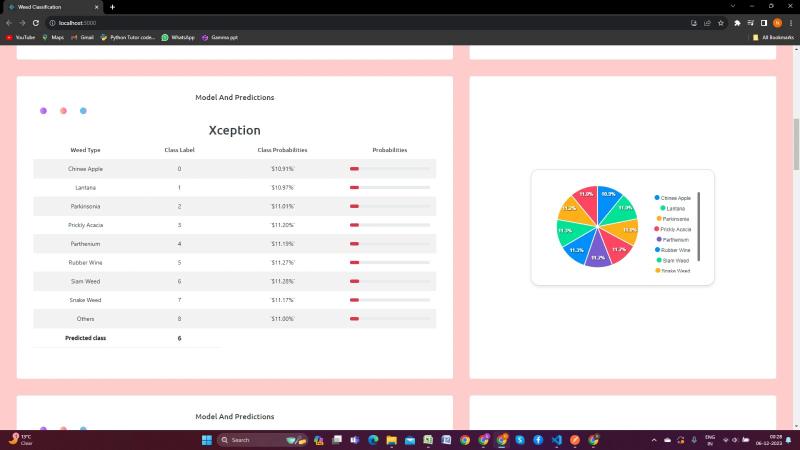 Weed Classification
localhost:3000
YouTube Maps Gmail Python Tutor code... WhatsApp Gamma ppt All Bookmarks
Model And Predictions
Xception
Weed Type Class Label Class Probabilities Probabilities
Chinee Apple 0 `$10.91%`
Lantana 1 `$10.97%`
Parkinsonia 2 `$11.01%`
Prickly Acacia 3 `$11.20%`
Parthenium 4 `$11.19%`
Rubber Wine 5 `$11.27%`
Siam Weed 6 `$11.28%`
Snake Weed 7 `$11.17%`
Others 8 `$11.00%`
Predicted class 6
11.0% 10.9%
11.2% 11.0%
11.3% 11.0%
11.3% 11.2%
11.2%
Chinee Apple
Lantana
Parkinsonia
Prickly Acacia
Parthenium
Rubber Wine
Siam Weed
Snake Weed
Model And Predictions
13°C
Clear
Search
ENG
IN
00:28
06-12-2023